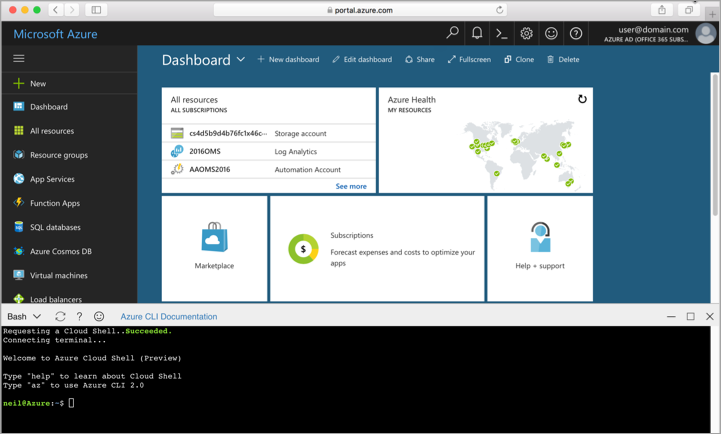 portal.azure.com
Microsoft Azure
user@domain.com
AZURE AD (OFFICE 365 SUBS...
New
Dashboard
All resources
Resource groups
App Services
Function Apps
SQL databases
Azure Cosmos DB
Virtual machines
Load balancers
Dashboard
New dashboard
Edit dashboard
Share
Fullscreen
Clone
Delete
All resources
ALL SUBSCRIPTIONS
cs4d5b9d4b76fc1x46c··· Storage account
2016OMS Log Analytics
AAOMS2016 Automation Account
See more
Azure Health
MY RESOURCES
Marketplace
Subscriptions
Forecast expenses and costs to optimize your
apps
Help + support
Bash
Azure CLI Documentation
Requesting a Cloud Shell..Succeeded.
Connecting terminal...
Welcome to Azure Cloud Shell (Preview)
Type "help" to learn about Cloud Shell
Type "az" to use Azure CLI 2.0
neil@Azure:~$